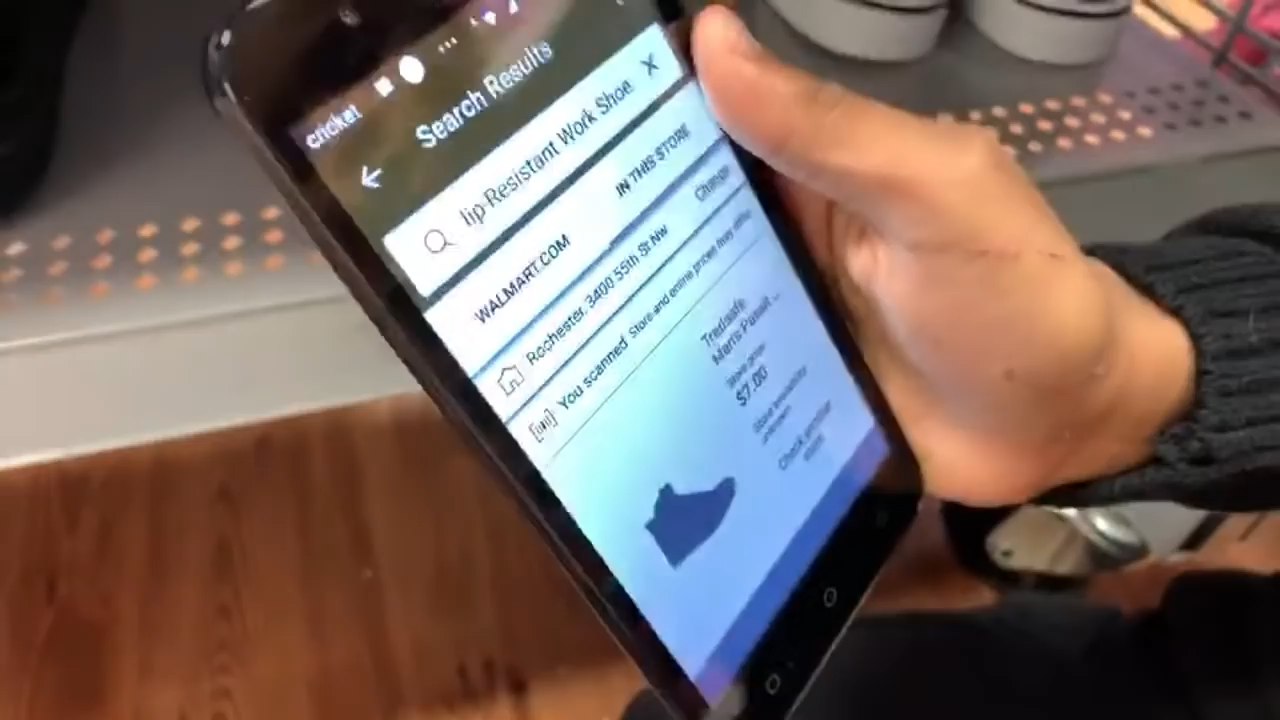 cricket
Search Results
lip-Resistant Work Shoe
WALMART.COM
IN THIS STORE
Rochester, 3400 55th St Nw
Change
You scanned Store and online prices may differ
Tredsafe
Men's
Store price
$7.00
Store availability
unknown
Check another
store